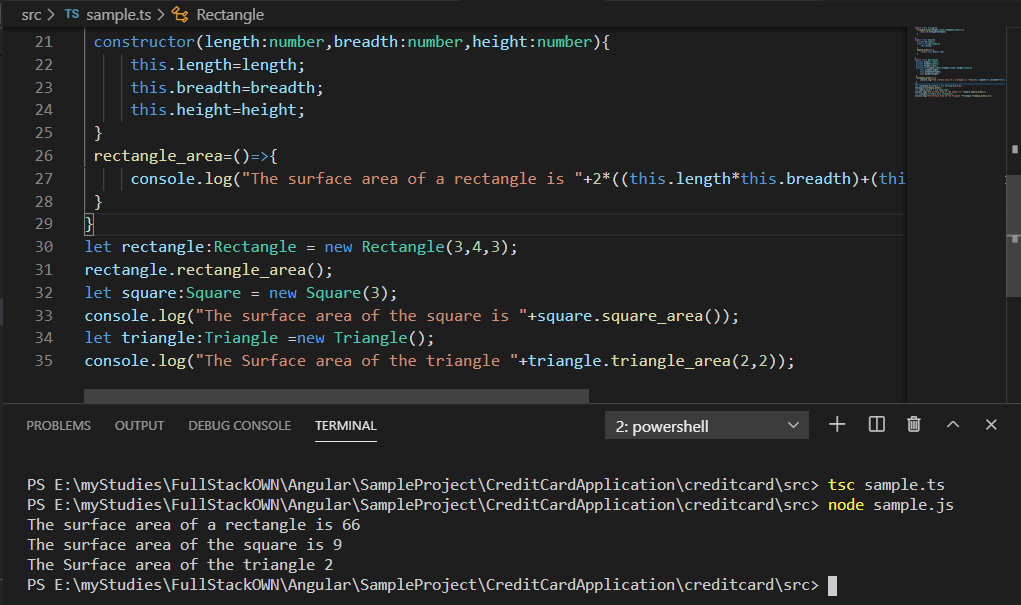 src > TS sample.ts > Rectangle
21 constructor(length:number,breadth:number,height:number){
22 this.length=length;
23 this.breadth=breadth;
24 this.height=height;
25 }
26 rectangle_area=()=>{
27 console.log("The surface area of a rectangle is "+2*((this.length*this.breadth)+(thi
28 }
29 }
30 let rectangle:Rectangle = new Rectangle(3,4,3);
31 rectangle.rectangle_area();
32 let square:Square = new Square(3);
33 console.log("The surface area of the square is "+square.square_area());
34 let triangle:Triangle =new Triangle();
35 console.log("The Surface area of the triangle "+triangle.triangle_area(2,2));
PROBLEMS OUTPUT DEBUG CONSOLE TERMINAL 2: powershell
PS E:\myStudies\FullStackOWN\Angular\SampleProject\CreditCardApplication\creditcard\src> tsc sample.ts
PS E:\myStudies\FullStackOWN\Angular\SampleProject\CreditCardApplication\creditcard\src> node sample.js
The surface area of a rectangle is 66
The surface area of the square is 9
The Surface area of the triangle 2
PS E:\myStudies\FullStackOWN\Angular\SampleProject\CreditCardApplication\creditcard\src>